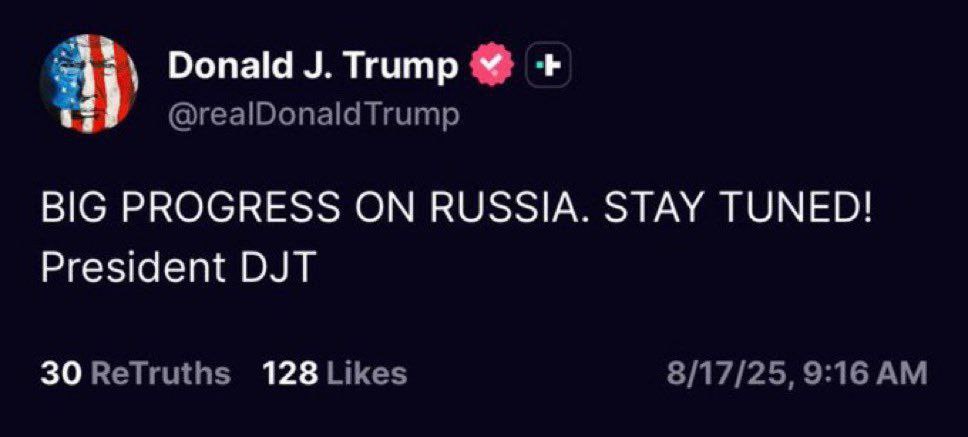 Donald J. Trump
@realDonaldTrump
BIG PROGRESS ON RUSSIA. STAY TUNED!
President DJT
30 ReTruths 128 Likes 8/17/25, 9:16 AM